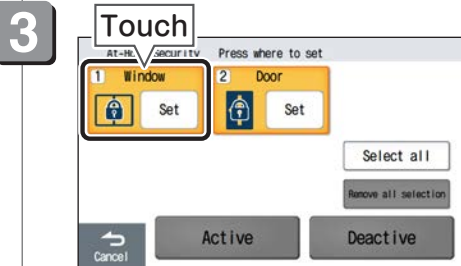 3
Touch
At-Home Security Press where to set
1 Window
Set
2 Door
Set
Select all
Remove all selection
Cancel
Active
Deactive